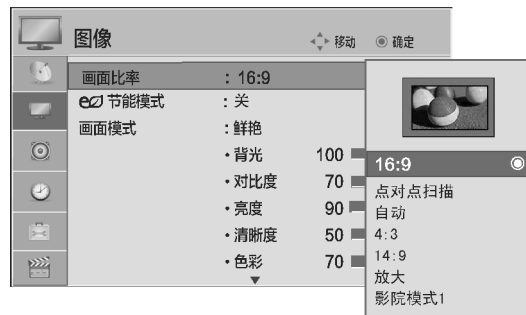 图像
移动 确定
画面比率 : 16:9
节能模式 : 关
画面模式 : 鲜艳
・背光 100
・对比度 70
・亮度 90
・清晰度 50
・色彩 70
16:9
点对点扫描
自动
4:3
14:9
放大
影院模式1